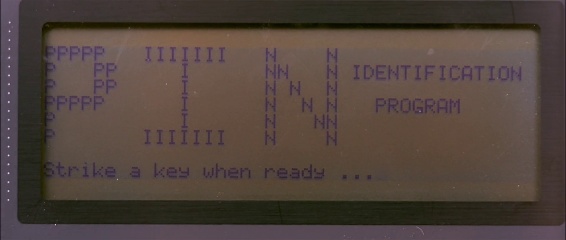 PPPPP    IIIIIII    N      N
P    PP     I       NN     N  IDENTIFICATION
P    PP     I       N  N   N
PPPPP       I       N    N N    PROGRAM
P           I       N     NN
P        IIIIIII    N      N
Strike a key when ready ...